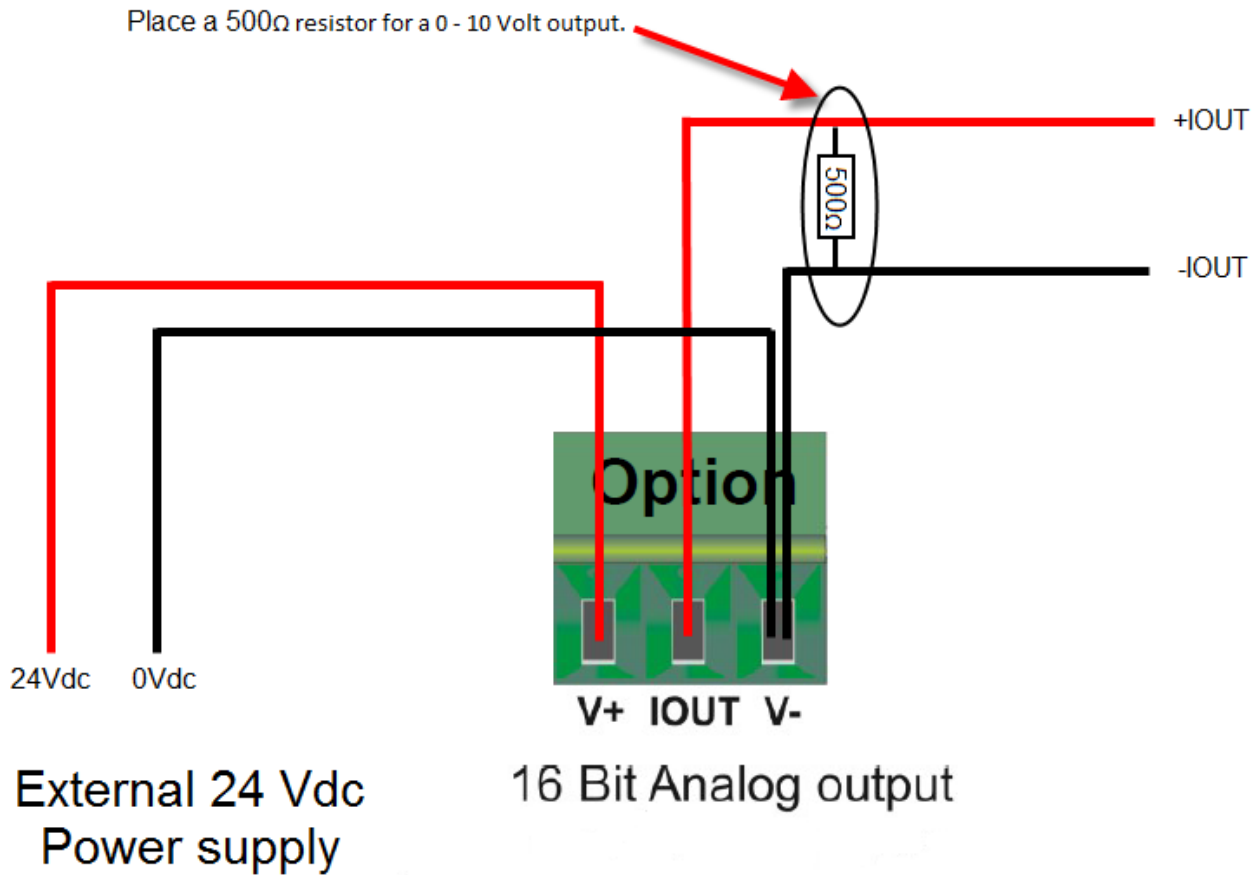 Place a 500Ω resistor for a 0 - 10 Volt output.
+IOUT
500Ω
-IOUT
Option
24Vdc 0Vdc
V+ IOUT V-
External 24 Vdc
Power supply
16 Bit Analog output